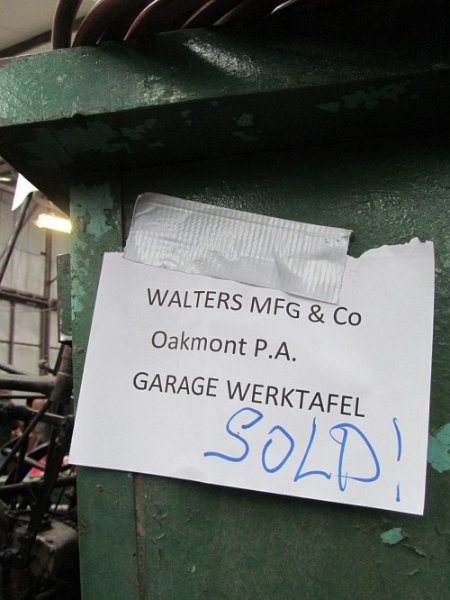 WALTERS MFG & Co
Oakmont P.A.
GARAGE WERKTAFEL
SOLD!